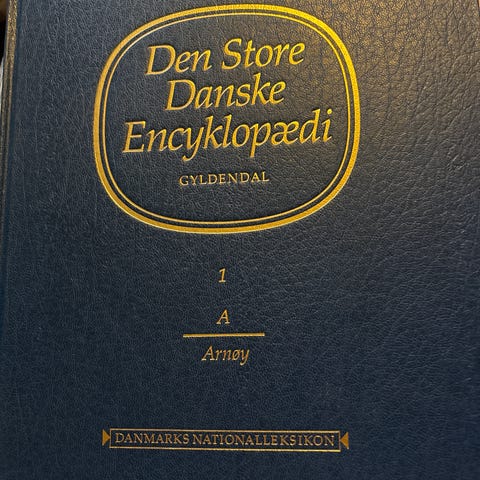 Den Store
Danske
Encyklopædi
GYLDENDAL
1
A
Arnøy
DANMARKS NATIONALLEKSIKON